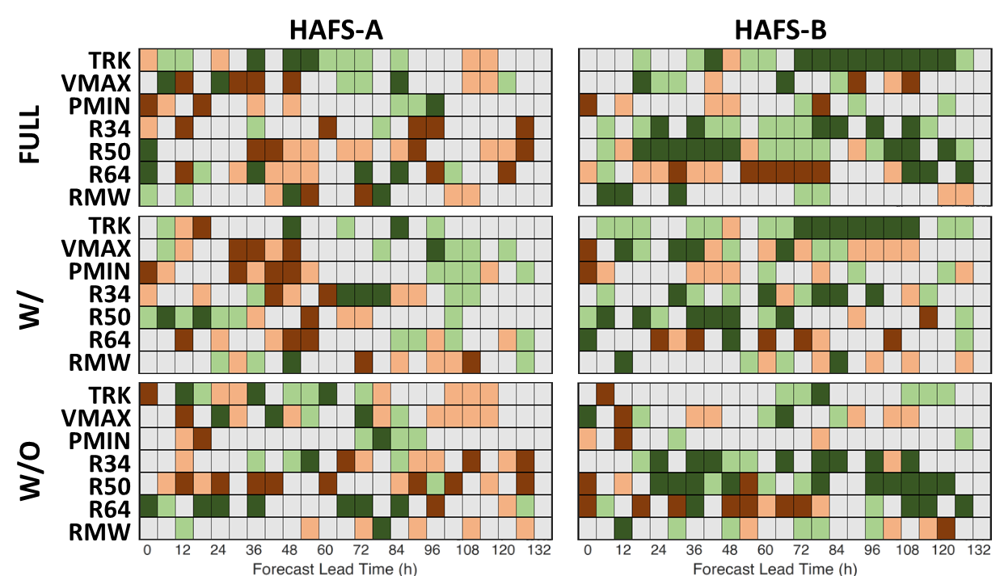 HAFS-A HAFS-B
FULL
TRK
VMAX
PMIN
R34
R50
R64
RMW
W/
TRK
VMAX
PMIN
R34
R50
R64
RMW
W/O
TRK
VMAX
PMIN
R34
R50
R64
RMW
0 12 24 36 48 60 72 84 96 108 120 132 0 12 24 36 48 60 72 84 96 108 120 132
Forecast Lead Time (h) Forecast Lead Time (h)